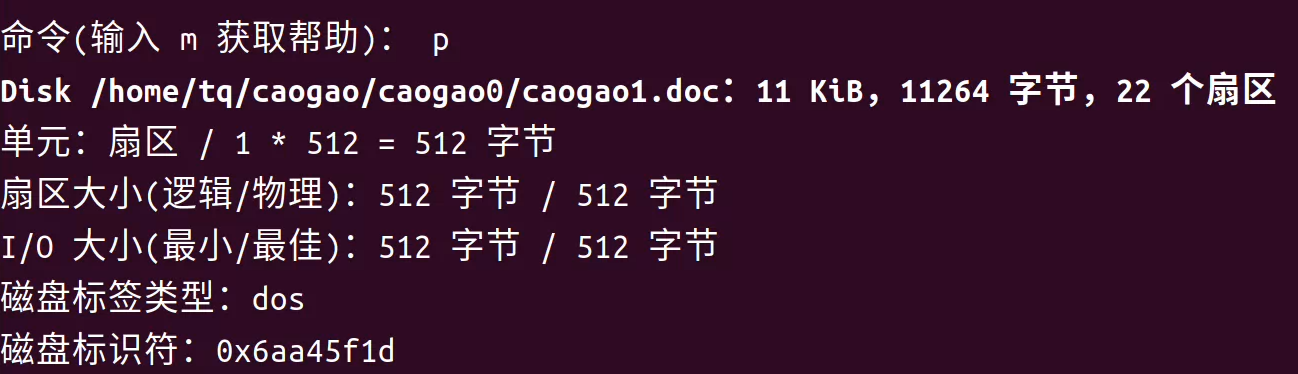 命令(输入 m 获取帮助)： p
Disk /home/tq/caogao/caogao0/caogao1.doc：11 KiB，11264 字节，22 个扇区
单元：扇区 / 1 * 512 = 512 字节
扇区大小(逻辑/物理)：512 字节 / 512 字节
I/O 大小(最小/最佳)：512 字节 / 512 字节
磁盘标签类型：dos
磁盘标识符：0x6aa45f1d